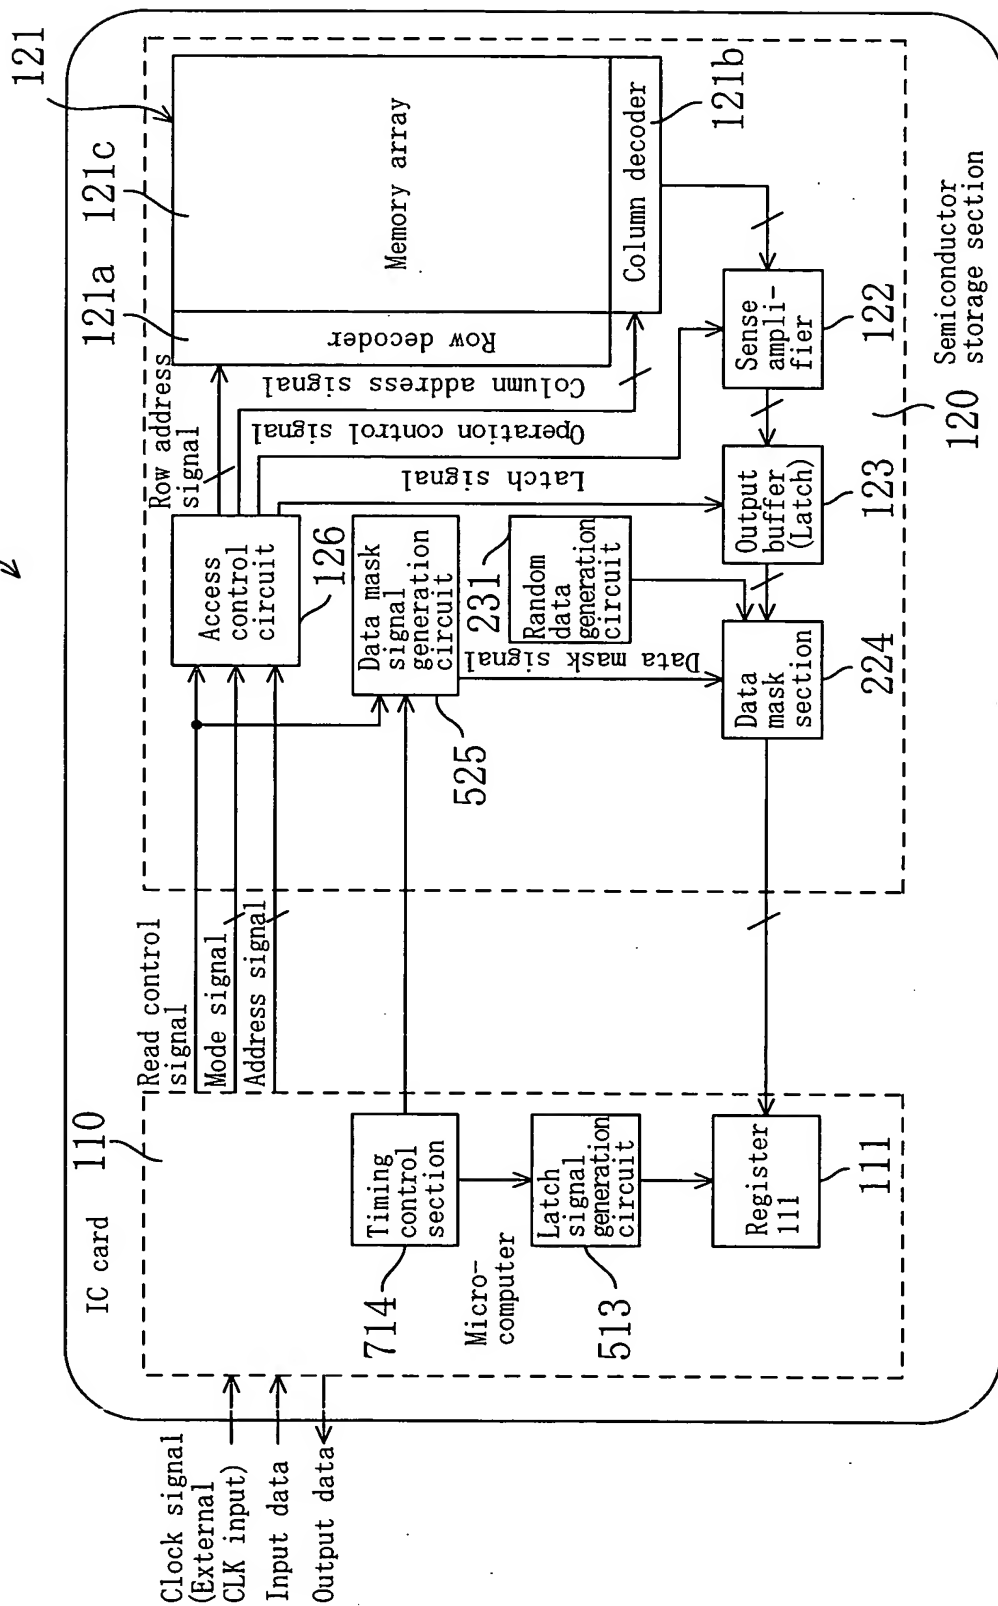 IC card
110
121a
121c
121
Clock signal
(External
CLK input)
Input data
Output data
Read control
signal
Mode signal
Address signal
Row address
signal
Access
control
circuit
126
Row decoder
Memory array
Column decoder
121b
Column address signal
Operation control signal
Latch signal
714
Timing
control
section
Data mask
signal
generation
circuit
525
231
Random data
generation
circuit
Data mask signal
Micro-
computer
Latch
signal
generation
circuit
513
Register
111
111
Data
mask
section
224
Output
buffer
(Latch)
123
Sense
ampli-
fier
122
120
Semiconductor
storage section